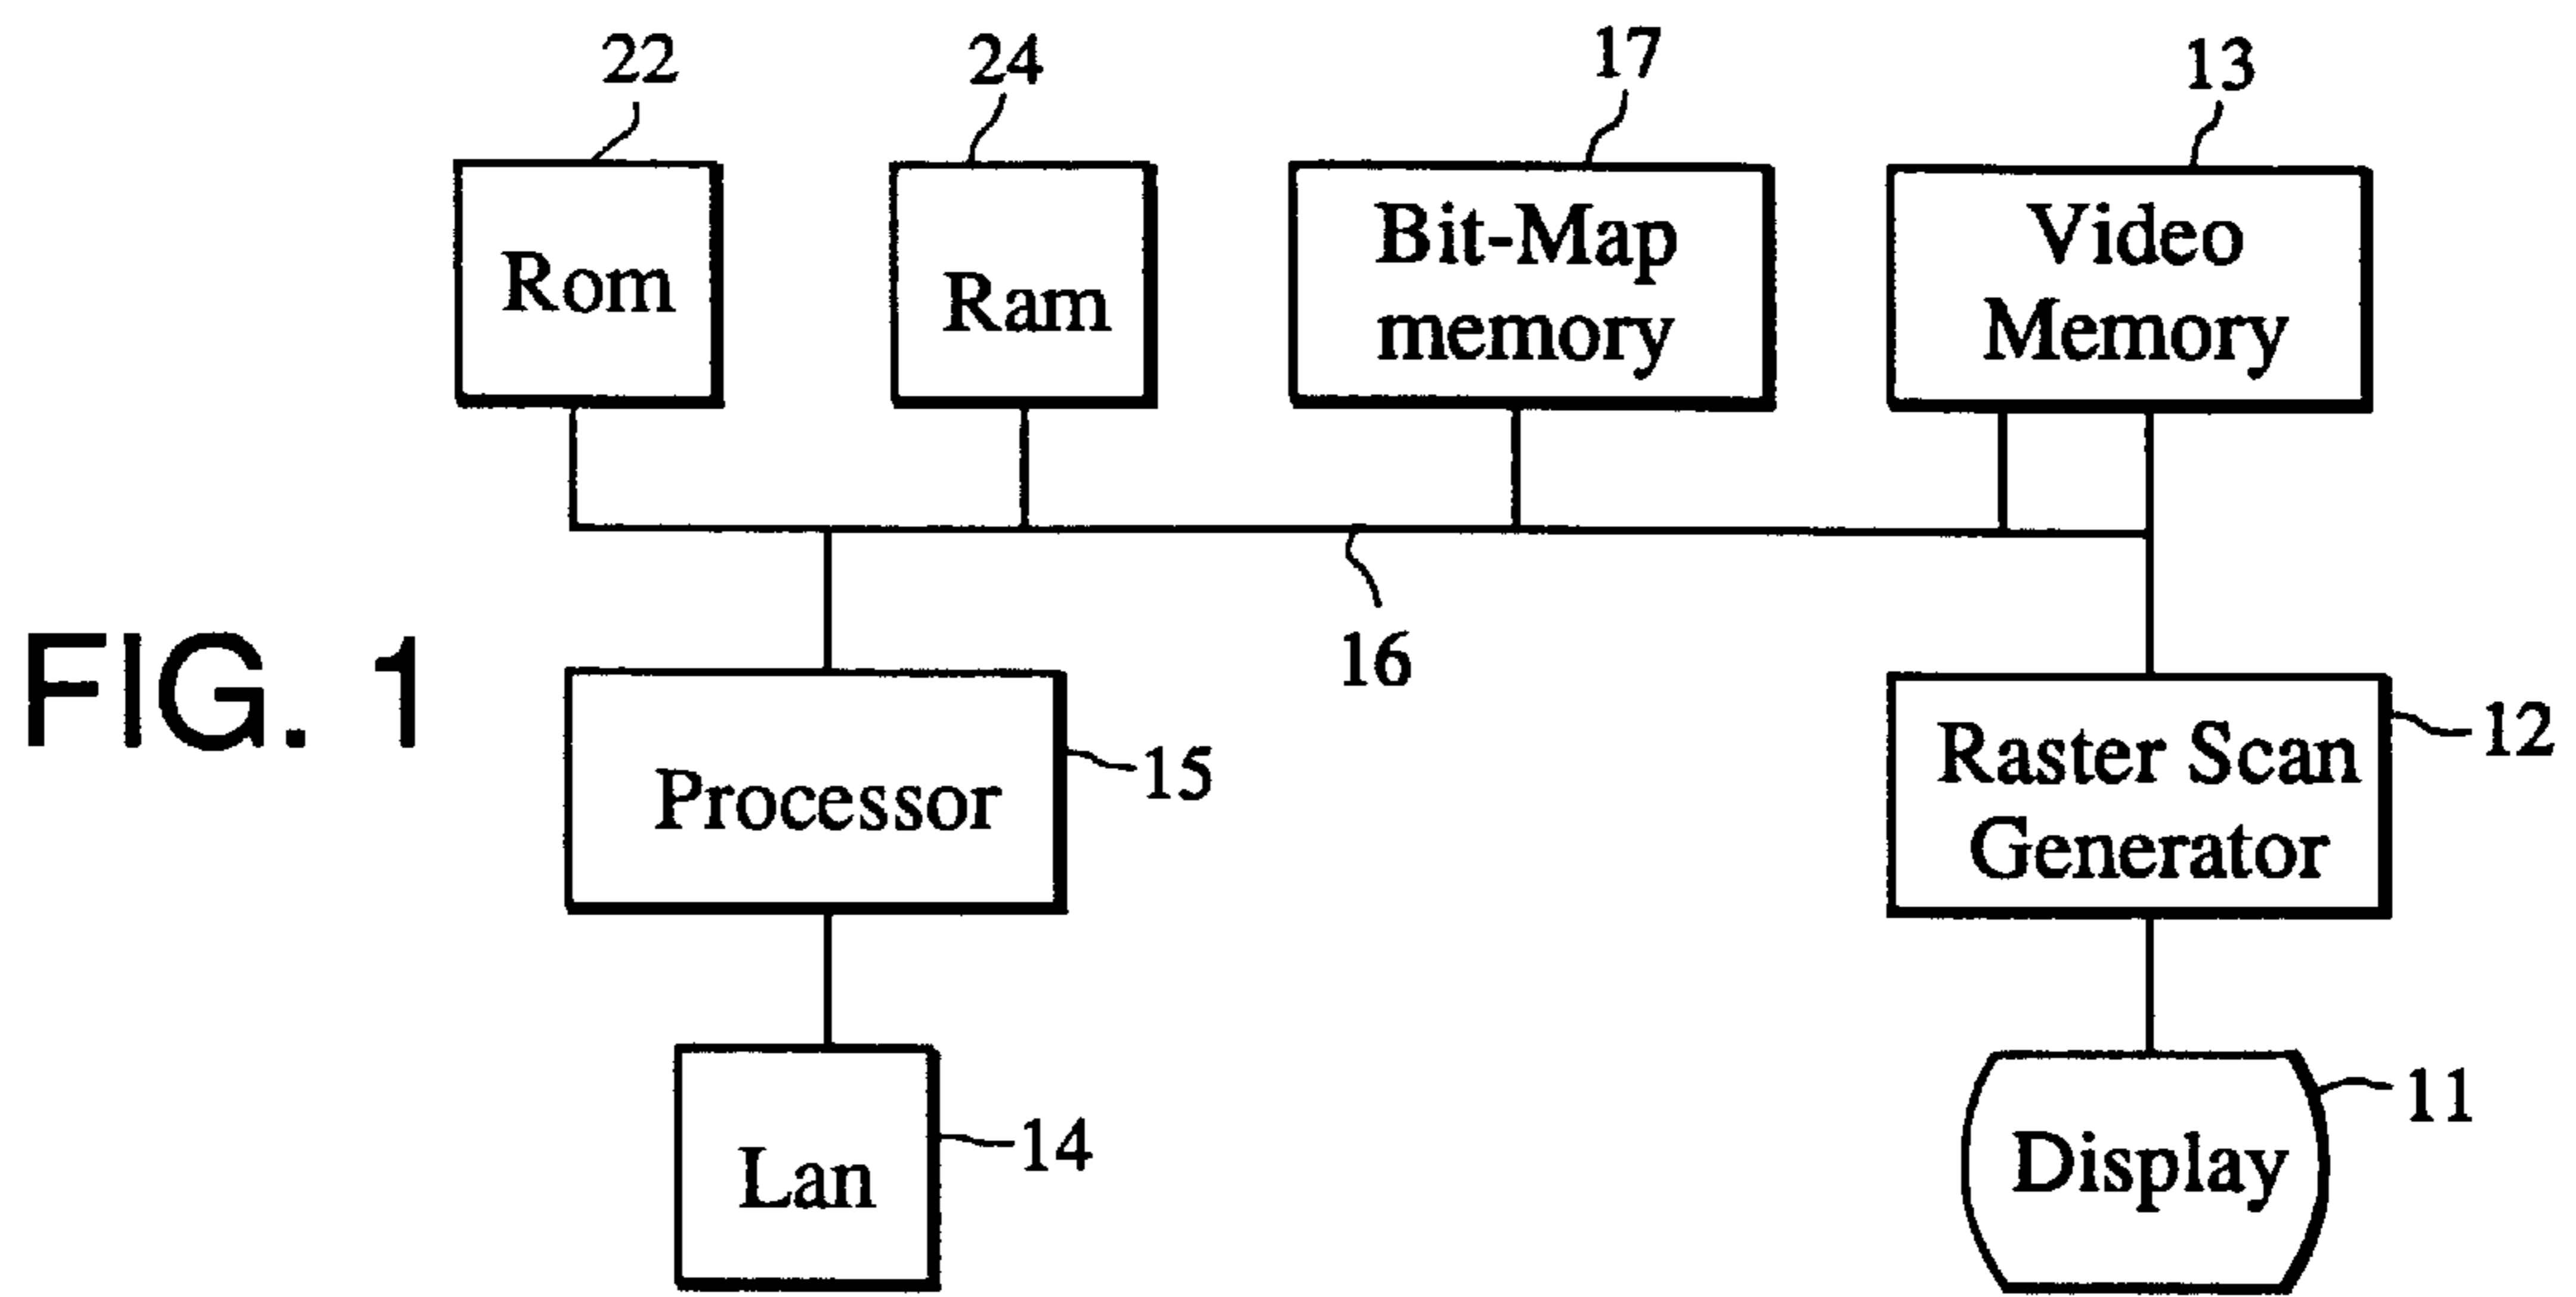 22
24
17
13
Rom
Ram
Bit-Map
memory
Video
Memory
16
FIG. 1
Processor
15
Raster Scan
Generator
12
Lan
14
Display
11